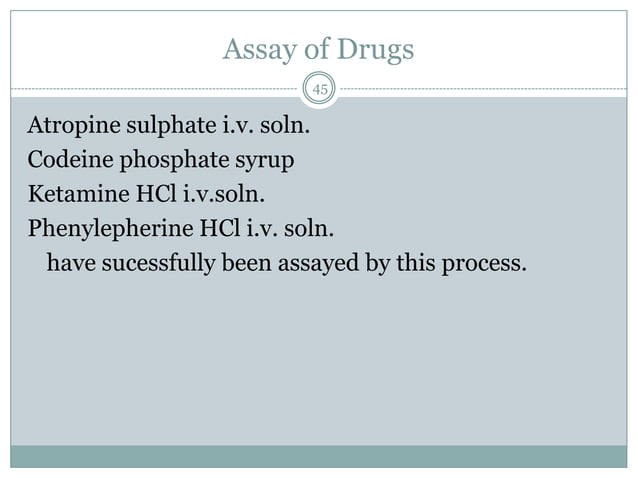 Assay of Drugs
45
Atropine sulphate i.v. soln.
Codeine phosphate syrup
Ketamine HCl i.v.soln.
Phenylepherine HCl i.v. soln.
have sucessfully been assayed by this process.